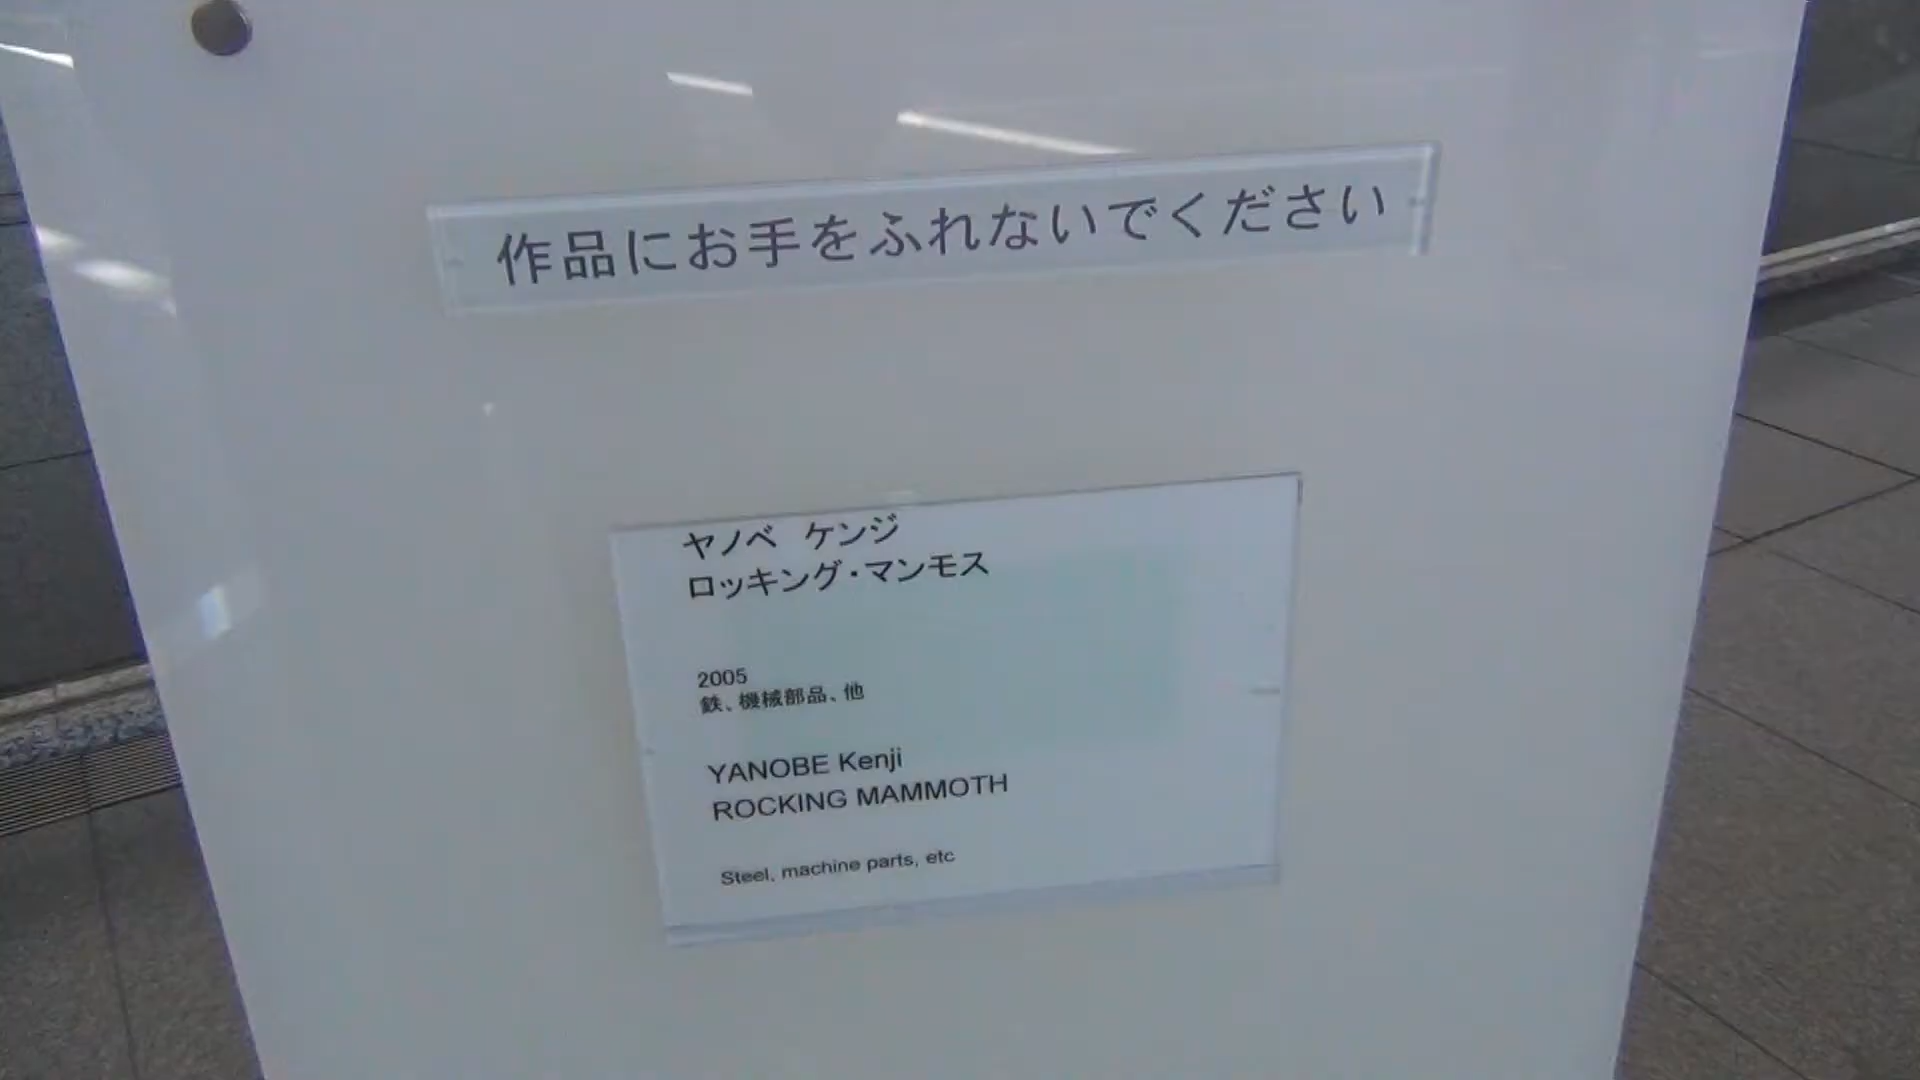 作品にお手をふれないでください
ヤノベ ケンジ
ロッキング・マンモス
2005
鉄、機械部品、他
YANOBE Kenji
ROCKING MAMMOTH
Steel, machine parts, etc